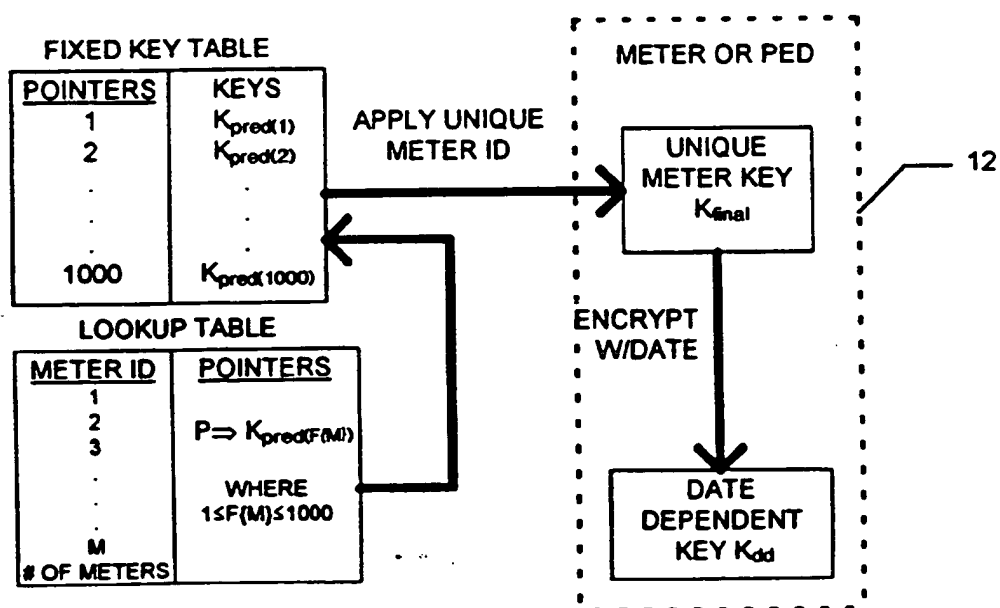 FIXED KEY TABLE
POINTERS KEYS
1 Kpred(1)
2 Kpred(2)
. .
. .
. .
1000 Kpred(1000)
LOOKUP TABLE
METER ID POINTERS
1
2
3
P⇒ Kpred(F{M})
.
.
.
WHERE
1≤F{M}≤1000
M
# OF METERS
APPLY UNIQUE
METER ID
METER OR PED
UNIQUE
METER KEY
Kfinal
12
ENCRYPT
W/DATE
DATE
DEPENDENT
KEY Kdd